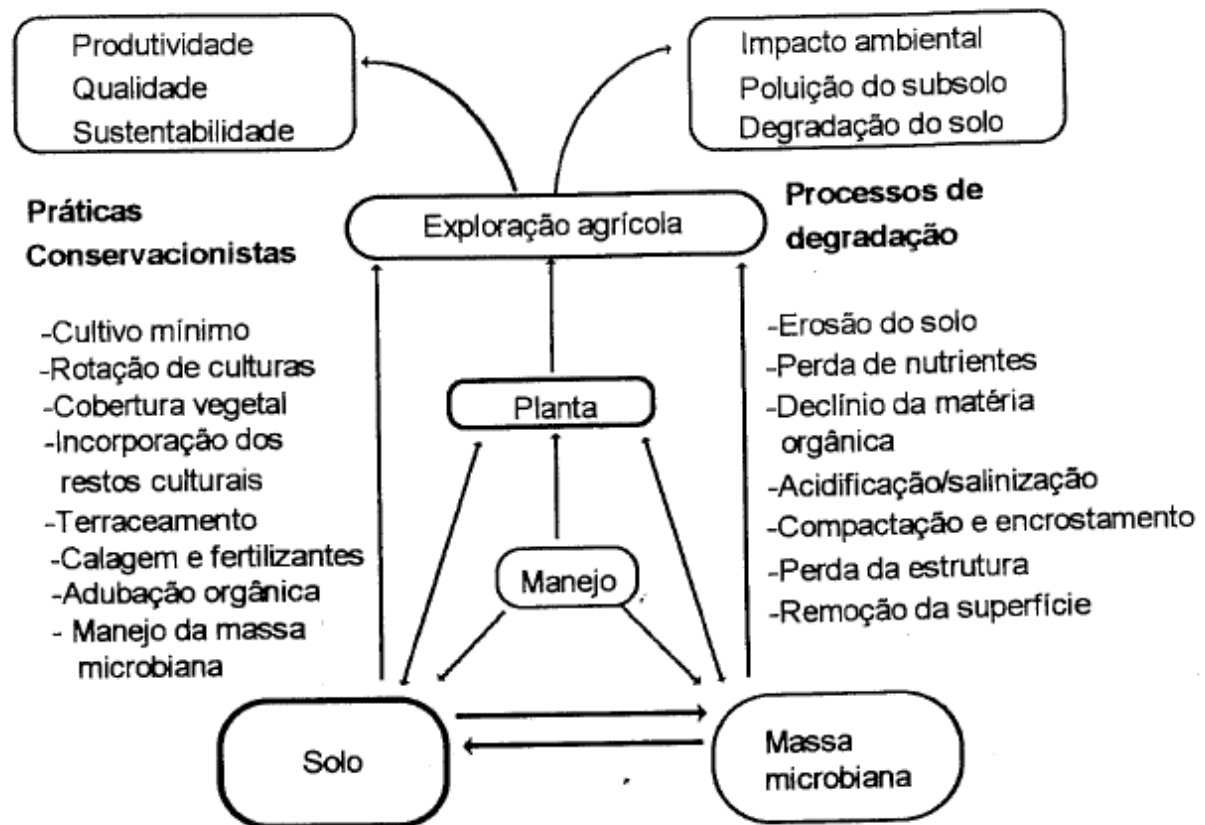 Produtividade
Qualidade
Sustentabilidade
Impacto ambiental
Poluição do subsolo
Degradação do solo
Práticas
Conservacionistas
Exploração agrícola
Processos de
degradação
-Cultivo mínimo
-Rotação de culturas
-Cobertura vegetal
-Incorporação dos
restos culturais
-Terraceamento
-Calagem e fertilizantes
-Adubação orgânica
- Manejo da massa
microbiana
Planta
Manejo
-Erosão do solo
-Perda de nutrientes
-Declínio da matéria
orgânica
-Acidificação/salinização
-Compactação e encrostamento
-Perda da estrutura
-Remoção da superfície
Solo
Massa
microbiana